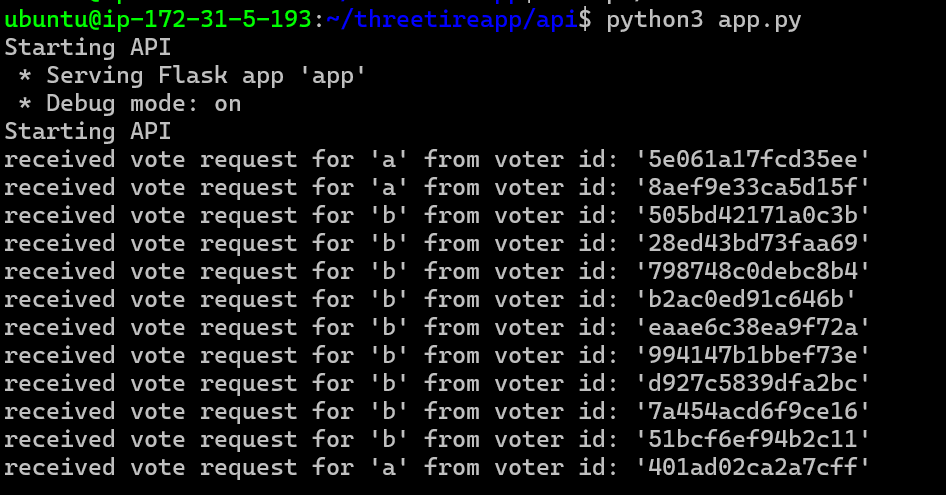 ubuntu@ip-172-31-5-193:~/threetireapp/api$ python3 app.py
Starting API
 * Serving Flask app 'app'
 * Debug mode: on
Starting API
received vote request for 'a' from voter id: '5e061a17fcd35ee'
received vote request for 'a' from voter id: '8aef9e33ca5d15f'
received vote request for 'b' from voter id: '505bd42171a0c3b'
received vote request for 'b' from voter id: '28ed43bd73faa69'
received vote request for 'b' from voter id: '798748c0debc8b4'
received vote request for 'b' from voter id: 'b2ac0ed91c646b'
received vote request for 'b' from voter id: 'eaae6c38ea9f72a'
received vote request for 'b' from voter id: '994147b1bbef73e'
received vote request for 'b' from voter id: 'd927c5839dfa2bc'
received vote request for 'b' from voter id: '7a454acd6f9ce16'
received vote request for 'b' from voter id: '51bcf6ef94b2c11'
received vote request for 'a' from voter id: '401ad02ca2a7cff'